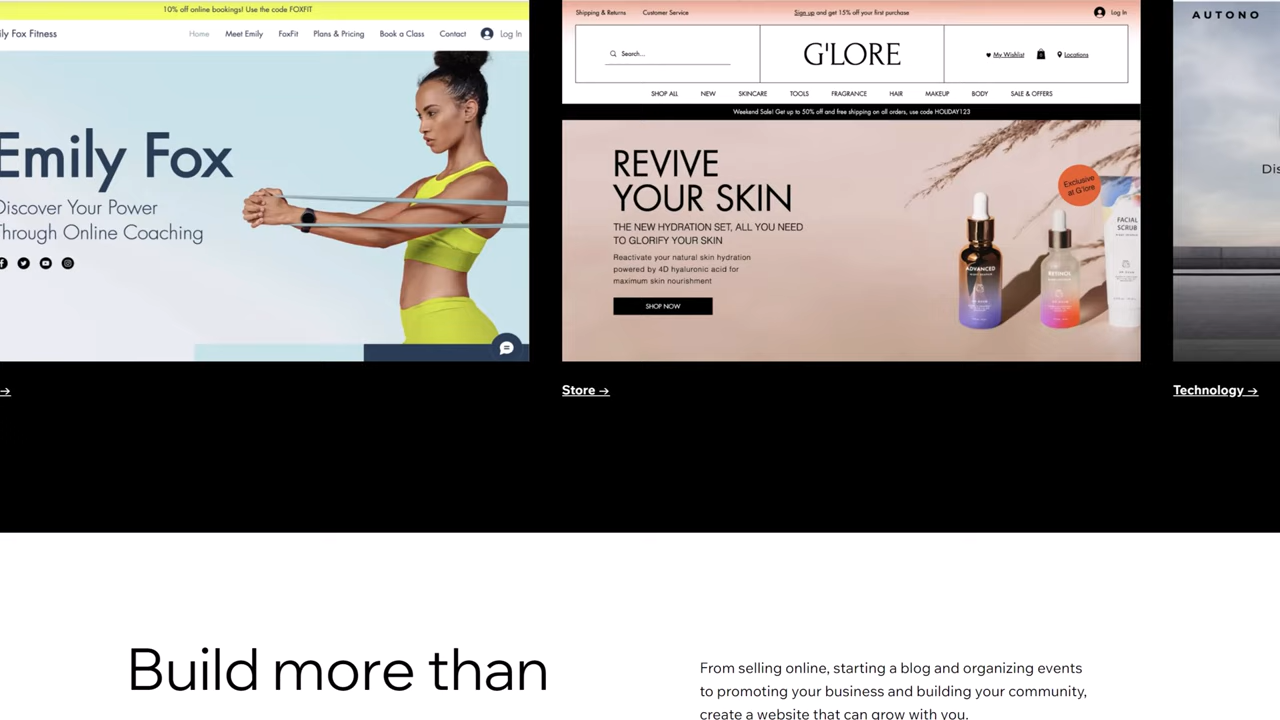 10% off online bookings! Use the code FOXFIT
ily Fox Fitness
Home Meet Emily FoxFit Plans & Pricing Book a Class Contact Log In
Emily Fox
Discover Your Power
Through Online Coaching
→
Shipping & Returns Customer Service Sign up and get 15% off your first purchase Log In
Search...
G'LORE
My Wishlist Locations
SHOP ALL NEW SKINCARE TOOLS FRAGRANCE HAIR MAKEUP BODY SALE & OFFERS
Weekend Sale! Get up to 50% off and free shipping on all orders, use code HOLIDAY123
REVIVE
YOUR SKIN
THE NEW HYDRATION SET, ALL YOU NEED
TO GLORIFY YOUR SKIN
Reactivate your natural skin hydration
powered by 4D hyaluronic acid for
maximum skin nourishment
SHOP NOW
Exclusive
at G'lore
ADVANCED
RETINOL
FACIAL
SCRUB
Store →
AUTONO
Dis
Technology →
Build more than
From selling online, starting a blog and organizing events
to promoting your business and building your community,
create a website that can grow with you.